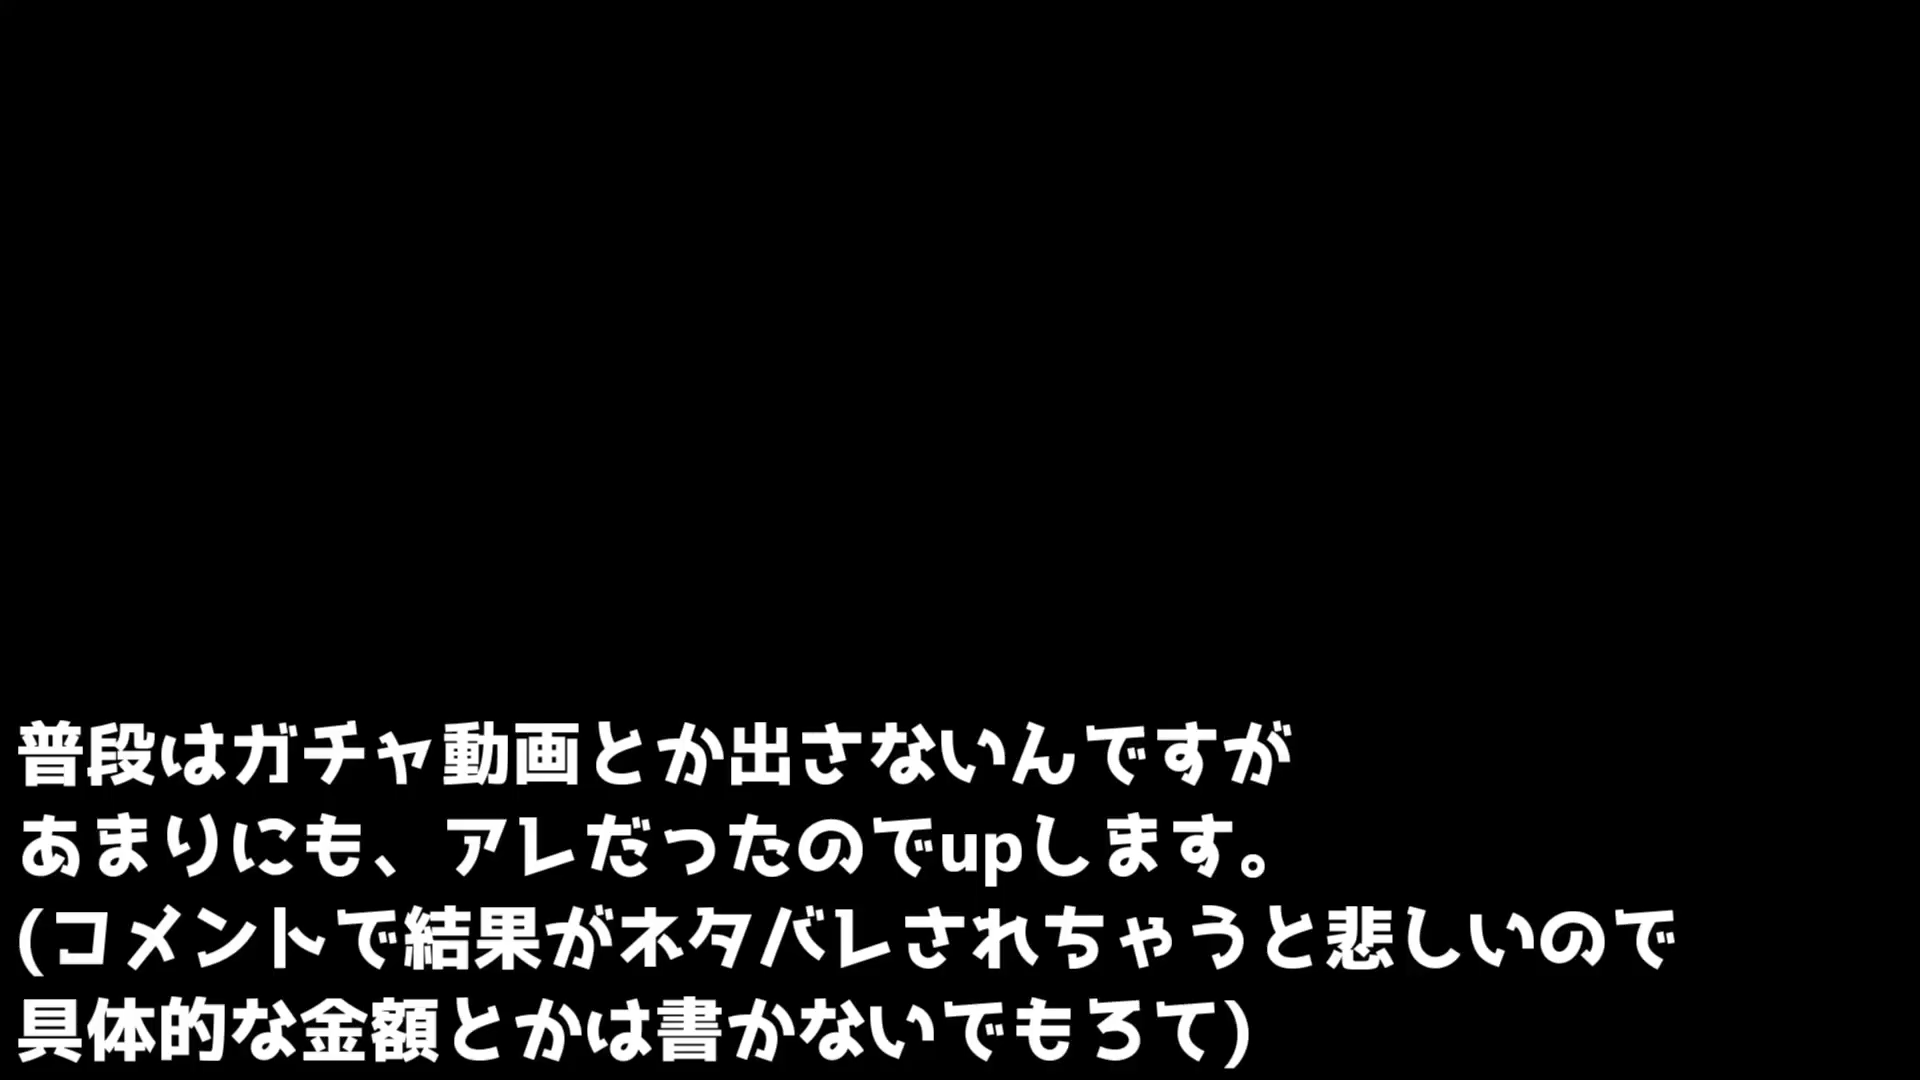 普段はガチャ動画とか出さないんですが
あまりにも、アレだったのでupします。
(コメントで結果がネタバレされちゃうと悲しいので
具体的な金額とかは書かないでもろて)